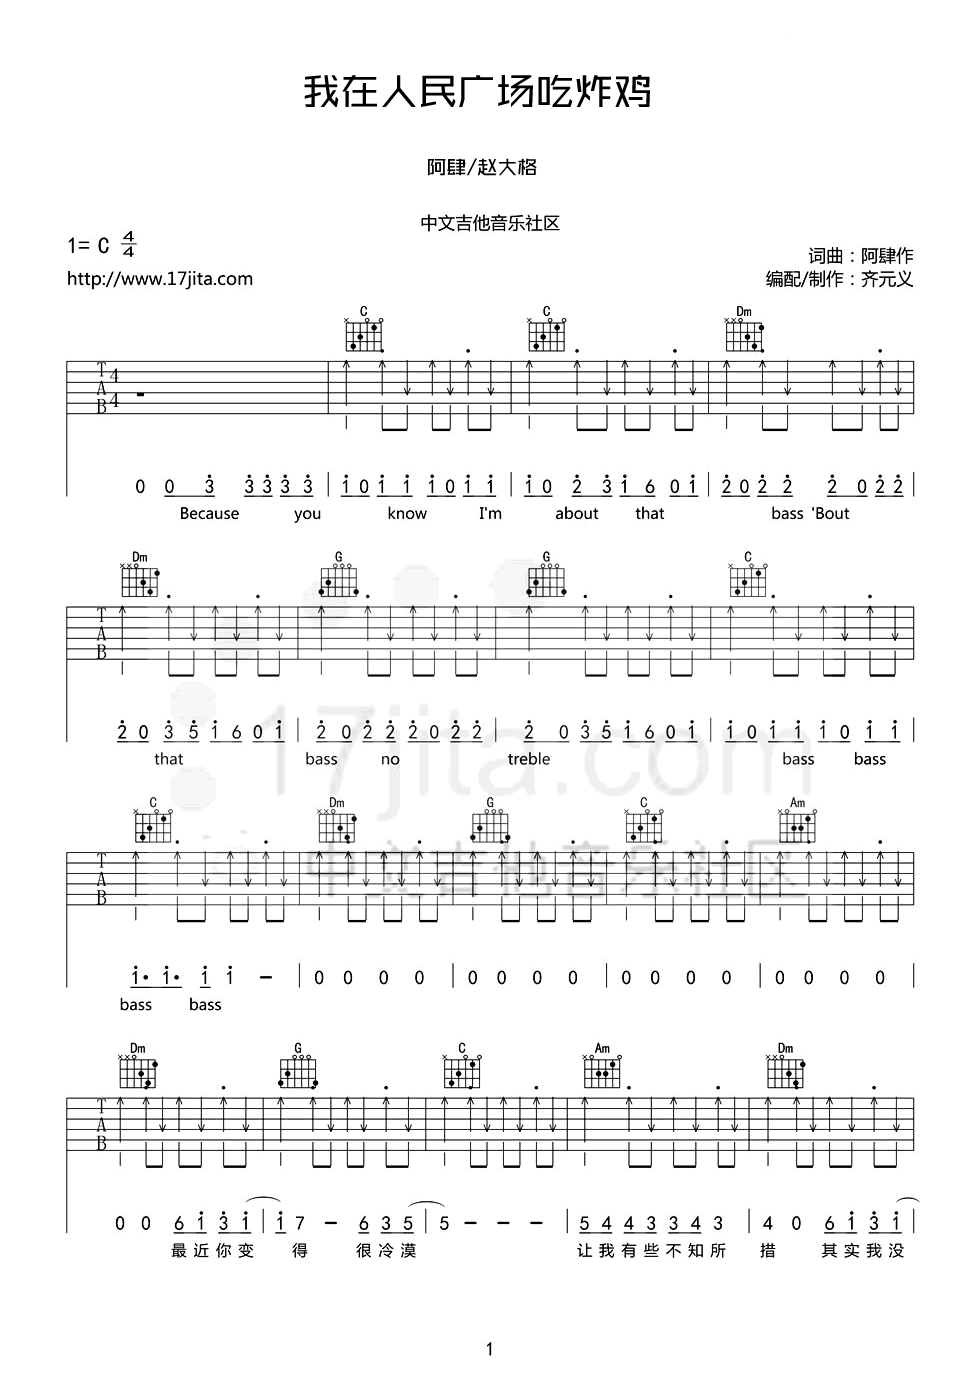 我在人民广场吃炸鸡
阿肆/赵大格
中文吉他音乐社区
1= C 4/4
词曲：阿肆作
http://www.17jita.com
编配/制作：齐元义
C C Dm
T A B 4 4
0 0 3 3 3 3 3 | 1 0 1 1 1 0 1 1 | 1 0 2 3 1 6 0 1 | 2 0 2 2 2 0 2 2
Because you know I'm about that bass 'Bout
Dm G G C
T A B
2 0 3 5 1 6 0 1 | 2 0 2 2 2 0 2 2 | 2 0 3 5 1 6 0 1 | 1 0 1 1 1 0 1 1
that bass no treble bass bass
17jita.com
C Dm G C Am
T A B
中文吉他音乐社区
1· 1· 1 1 - | 0 0 0 0 | 0 0 0 0 | 0 0 0 0 | 0 0 0 0
bass bass
Dm G C Am Dm
T A B
0 0 6 1 3 1 | 1 7 - 6 3 5 | 5 - - | 5 4 4 3 3 4 3 | 4 0 6 1 3 1
最近你变 得 很冷漠 让我有些不知所 措 其实我没
1